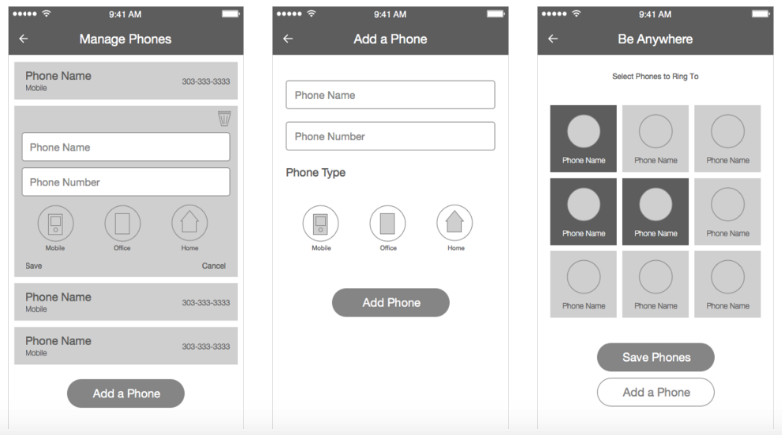 9:41 AM
Manage Phones
Phone Name
Mobile
303-333-3333
Phone Name
Phone Number
Mobile
Office
Home
Save
Cancel
Phone Name
Mobile
303-333-3333
Phone Name
Mobile
303-333-3333
Add a Phone
9:41 AM
Add a Phone
Phone Name
Phone Number
Phone Type
Mobile
Office
Home
Add Phone
9:41 AM
Be Anywhere
Select Phones to Ring To
Phone Name
Phone Name
Phone Name
Phone Name
Phone Name
Phone Name
Phone Name
Phone Name
Phone Name
Save Phones
Add a Phone